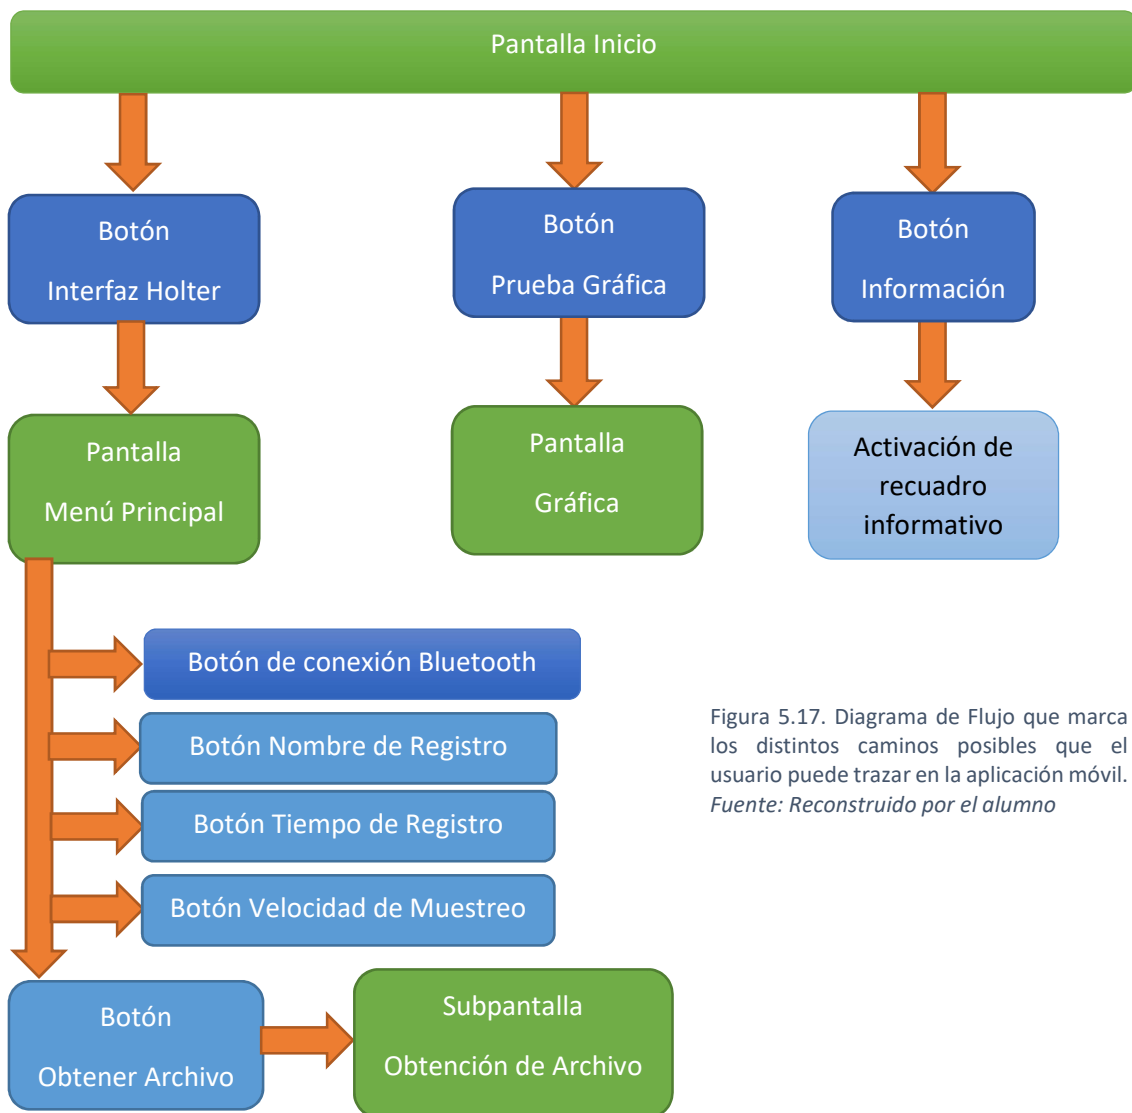 Pantalla Inicio
Botón
Interfaz Holter
Botón
Prueba Gráfica
Botón
Información
Pantalla
Menú Principal
Pantalla
Gráfica
Activación de
recuadro
informativo
Botón de conexión Bluetooth
Botón Nombre de Registro
Botón Tiempo de Registro
Botón Velocidad de Muestreo
Figura 5.17. Diagrama de Flujo que marca
los distintos caminos posibles que el
usuario puede trazar en la aplicación móvil.
Fuente: Reconstruido por el alumno
Botón
Obtener Archivo
Subpantalla
Obtención de Archivo